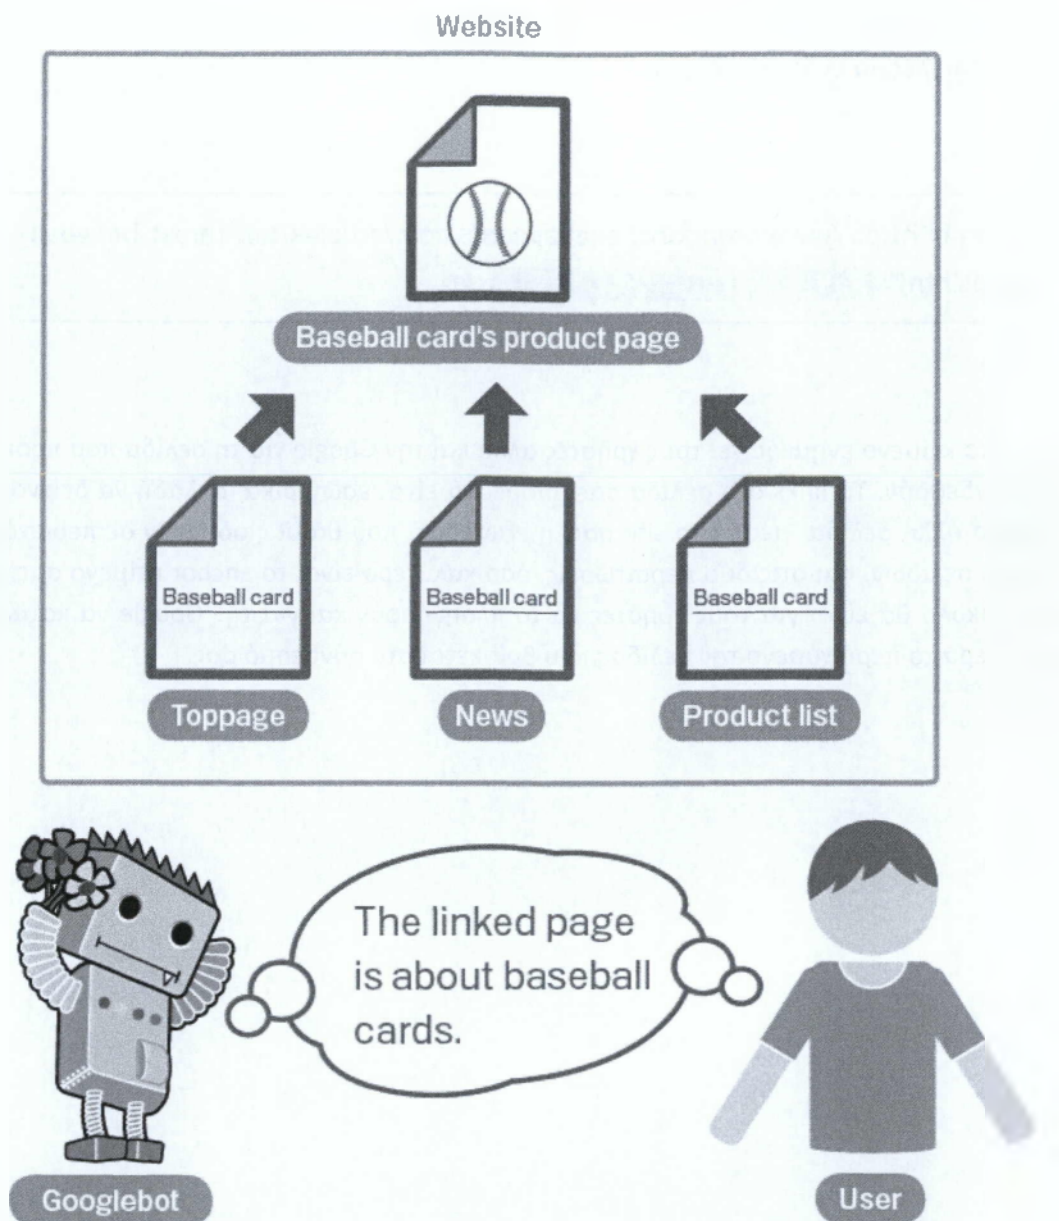 Website
Baseball card's product page
Baseball card
Baseball card
Baseball card
Toppage
News
Product list
The linked page
is about baseball
cards.
Googlebot
User